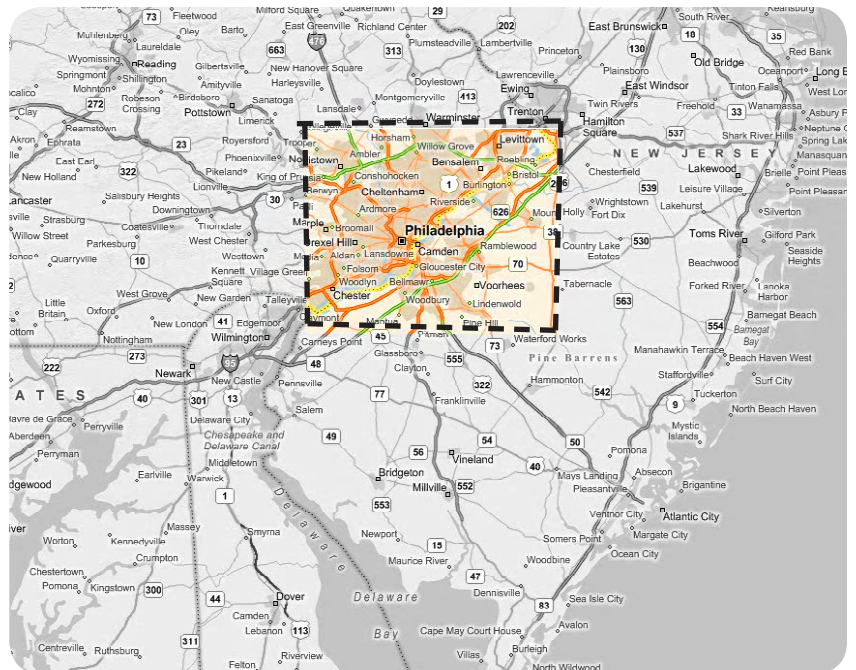 Fleetwood
Milford Square
Quakertown
29
South River
Keansburg
73
Oley
Barto
East Greenville
Richland Center
202
East Brunswick
10
35
Muhlenberg
Laureldale
663
476
313
Plumsteadville
Lambertville
Princeton
130
Red Bank
Wyomissing
Reading
Gilbertsville
New Hanover Square
Plainsboro
Old Bridge
Oceanport
Springmont
Shillington
Amityville
Harleysville
Doylestown
Lawrenceville
East Windsor
Tinton Falls
Mohnton
Birdsboro
Sanatoga
Montgomeryville
413
Ewing
Twin Rivers
Freehold
Wanamassa
272
Robeson
Crossing
Pottstown
Lansdale
Warminster
Trenton
Hamilton
Square
33
Clay
Reamstown
Limerick
Horsham
Levittown
537
Shark River Hills
Akron
Ephrata
23
Royersford
Trooper
Willow Grove
Roebling
NEW JERSEY
Spring Lake
Manasquan
East Earl
Phoenixville
Norristown
Ambler
Bensalem
Bristol
Chesterfield
Lakewood
Brielle
Point Pleasant
New Holland
322
Pikeland
King of Prussia
Conshohocken
1
Burlington
539
Leisure Village
Lionville
Berwyn
Cheltenham
Lancaster
Salisbury Heights
30
Paoli
Ardmore
Riverside
626
Mount Holly
Wrightstown
Fort Dix
Lakehurst
Silverton
Strasburg
Downingtown
Marple
Broomall
Philadelphia
38
Toms River
Gilford Park
Willow Street
Coatesville
Thorndale
Drexel Hill
Camden
Ramblewood
Country Lake
Estates
530
Seaside
Heights
Parkesburg
West Chester
Westtown
Media
Aldan
Lansdowne
Gloucester City
70
Beachwood
10
Kennett
Square
Village Green
Folsom
Woodlyn
Bellmawr
Voorhees
Tabernacle
Forked River
Lanoka
Harbor
Little
Britain
West Grove
New Garden
Talleyville
Chester
Woodbury
Lindenwold
563
Oxford
41
Edgemoor
Claymont
Mantua
Pine Hill
Barnegat Beach
New London
Wilmington
Carneys Point
45
Pitman
73
Waterford Works
554
Barnegat
Bay
Nottingham
273
95
48
Glassboro
555
Pine Barrens
Manahawkin Terrace
Beach Haven West
222
Newark
New Castle
Pennsville
Clayton
322
Hammonton
Staffordville
Surf City
ATES
40
301
13
77
Franklinville
542
Tuckerton
Havre de Grace
Delaware City
Salem
9
North Beach Haven
Aberdeen
Perryville
Chesapeake and
Delaware Canal
49
54
50
Mystic
Islands
Perryman
Middletown
56
Vineland
40
Pomona
Edgewood
Earlville
Warwick
Bridgeton
Mays Landing
Absecon
1
Millville
552
Pleasantville
Brigantine
553
Ventnor City
Atlantic City
Massey
Smyrna
Delaware
Newport
Somers Point
Margate City
Worton
Kennedyville
15
Ocean City
Crompton
Maurice River
Woodbine
Chestertown
Pomona
Kingstown
300
47
Dennisville
44
Dover
Delaware
Bay
83
Sea Isle City
Camden
Lebanon
113
Cape May Court House
Avalon
Centreville
Ruthsburg
311
Riverview
Burleigh
Felton
Villas
North Wildwood